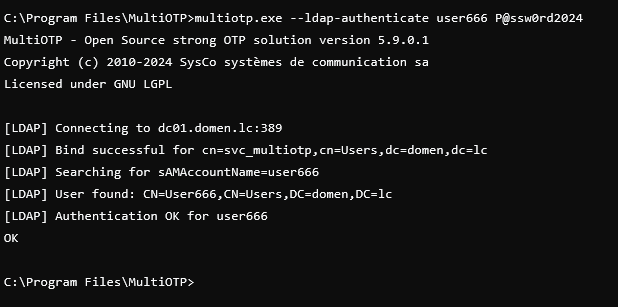 C:\Program Files\MultiOTP>multiotp.exe --ldap-authenticate user666 P@ssw0rd2024
MultiOTP - Open Source strong OTP solution version 5.9.0.1
Copyright (c) 2010-2024 SysCo systèmes de communication sa
Licensed under GNU LGPL
[LDAP] Connecting to dc01.domen.lc:389
[LDAP] Bind successful for cn=svc_multiotp,cn=Users,dc=domen,dc=lc
[LDAP] Searching for sAMAccountName=user666
[LDAP] User found: CN=User666,CN=Users,DC=domen,DC=lc
[LDAP] Authentication OK for user666
OK
C:\Program Files\MultiOTP>